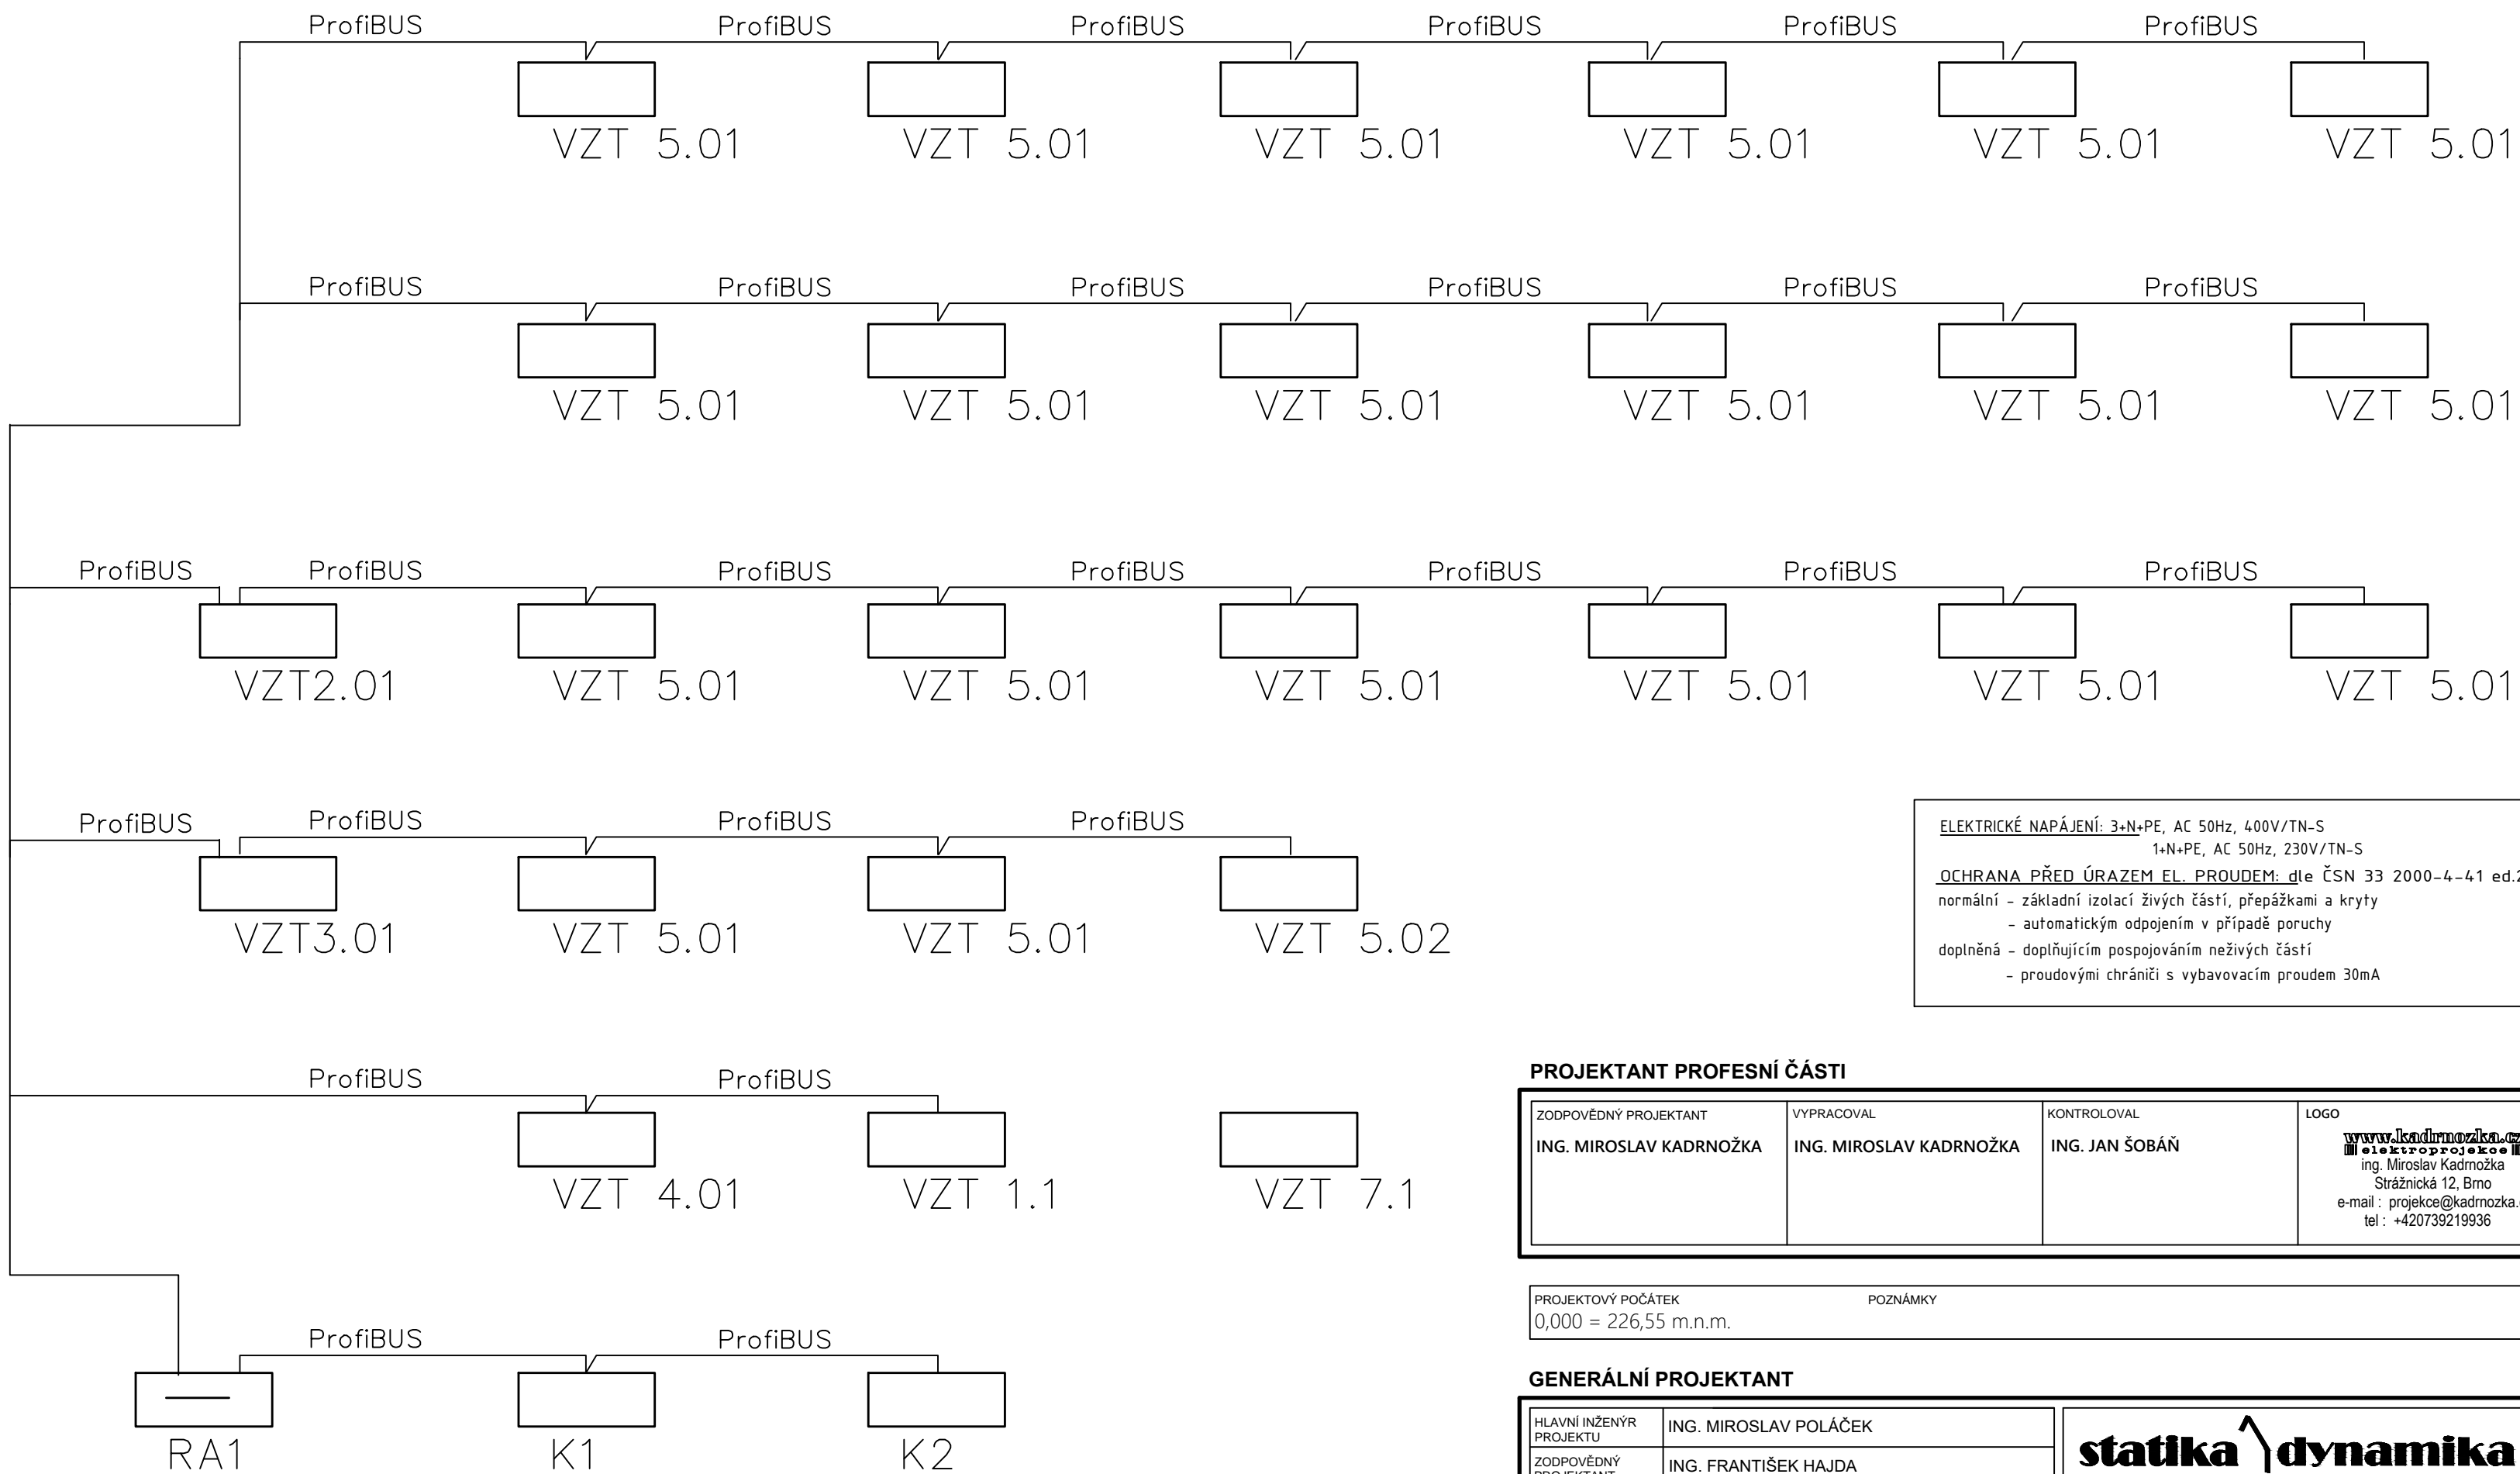 ProfiBUS ProfiBUS ProfiBUS ProfiBUS ProfiBUS ProfiBUS
VZT 5.01 VZT 5.01 VZT 5.01 VZT 5.01 VZT 5.01 VZT 5.01
ProfiBUS ProfiBUS ProfiBUS ProfiBUS ProfiBUS ProfiBUS
VZT 5.01 VZT 5.01 VZT 5.01 VZT 5.01 VZT 5.01 VZT 5.01
ProfiBUS ProfiBUS ProfiBUS ProfiBUS ProfiBUS ProfiBUS ProfiBUS
VZT2.01 VZT 5.01 VZT 5.01 VZT 5.01 VZT 5.01 VZT 5.01 VZT 5.01
ProfiBUS ProfiBUS ProfiBUS ProfiBUS
VZT3.01 VZT 5.01 VZT 5.01 VZT 5.02
ProfiBUS ProfiBUS
VZT 4.01 VZT 1.1 VZT 7.1
ProfiBUS ProfiBUS
RA1 K1 K2
ELEKTRICKÉ NAPÁJENÍ: 3+N+PE, AC 50Hz, 400V/TN-S
1+N+PE, AC 50Hz, 230V/TN-S
OCHRANA PŘED ÚRAZEM EL. PROUDEM: dle ČSN 33 2000-4-41 ed.2
normální - základní izolací živých částí, přepážkami a kryty
- automatickým odpojením v případě poruchy
doplněná - doplňujícím pospojováním neživých částí
- proudovými chrániči s vybavovacím proudem 30mA
PROJEKTANT PROFESNÍ ČÁSTI
ZODPOVĚDNÝ PROJEKTANT
ING. MIROSLAV KADRNOŽKA
VYPRACOVAL
ING. MIROSLAV KADRNOŽKA
KONTROLOVAL
ING. JAN ŠOBÁŇ
LOGO
www.kadrnozka.cz
elektroprojekce
ing. Miroslav Kadrnožka
Strážnická 12, Brno
e-mail : projekce@kadrnozka.
tel : +420739219936
PROJEKTOVÝ POČÁTEK POZNÁMKY
0,000 = 226,55 m.n.m.
GENERÁLNÍ PROJEKTANT
HLAVNÍ INŽENÝR
PROJEKTU
ING. MIROSLAV POLÁČEK
ZODPOVĚDNÝ
PROJEKTANT
ING. FRANTIŠEK HAJDA
statika dynamika